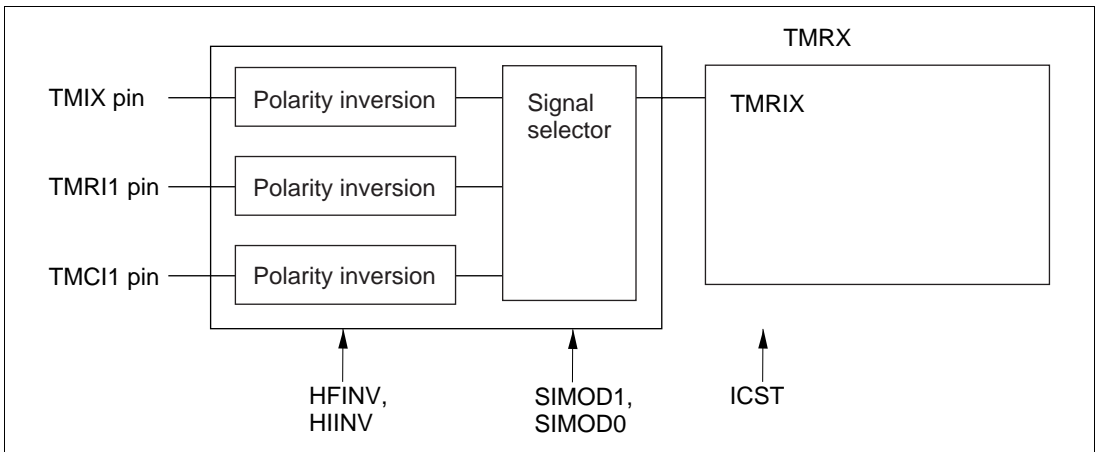 TMRX
TMIX pin
Polarity inversion
Signal
selector
TMRIX
TMRI1 pin
Polarity inversion
TMCI1 pin
Polarity inversion
HFINV,
HIINV
SIMOD1,
SIMOD0
ICST